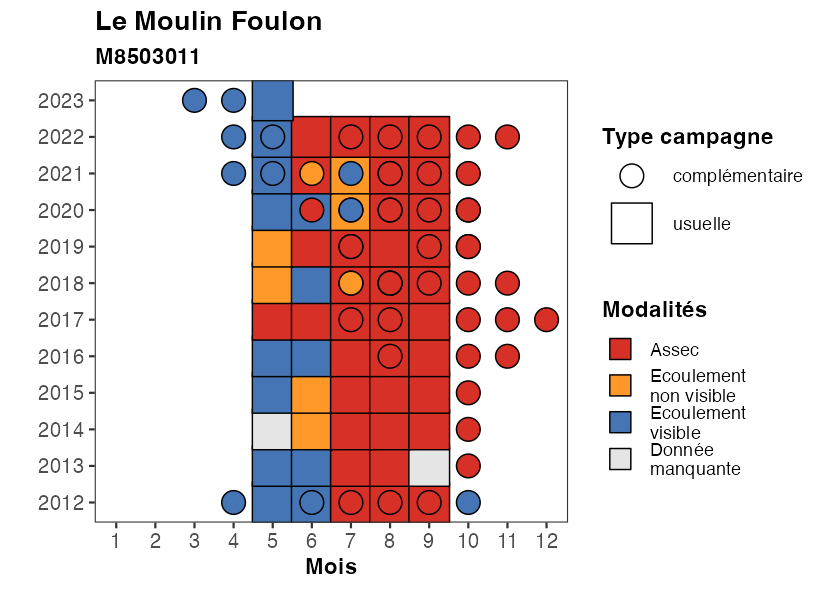 Le Moulin Foulon
M8503011
2023
2022
2021
2020
2019
2018
2017
2016
2015
2014
2013
2012
1 2 3 4 5 6 7 8 9 10 11 12
Mois
Type campagne
complémentaire
usuelle
Modalités
Assec
Ecoulement
non visible
Ecoulement
visible
Donnée
manquante